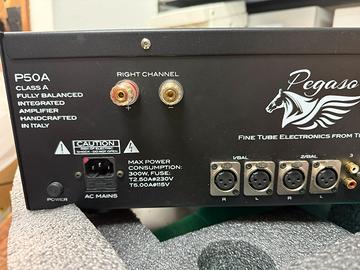 P50A
CLASS A
FULLY BALANCED
INTEGRATED
AMPLIFIER
HANDCRAFTED
IN ITALY
RIGHT CHANNEL
+
-
Pegaso
FINE TUBE ELECTRONICS FROM T
CAUTION
MAX POWER
CONSUMPTION:
300W, FUSE:
T2.50A@230V
T5.00A@115V
POWER
AC MAINS
1/BAL
2/BAL
R
L
R
L